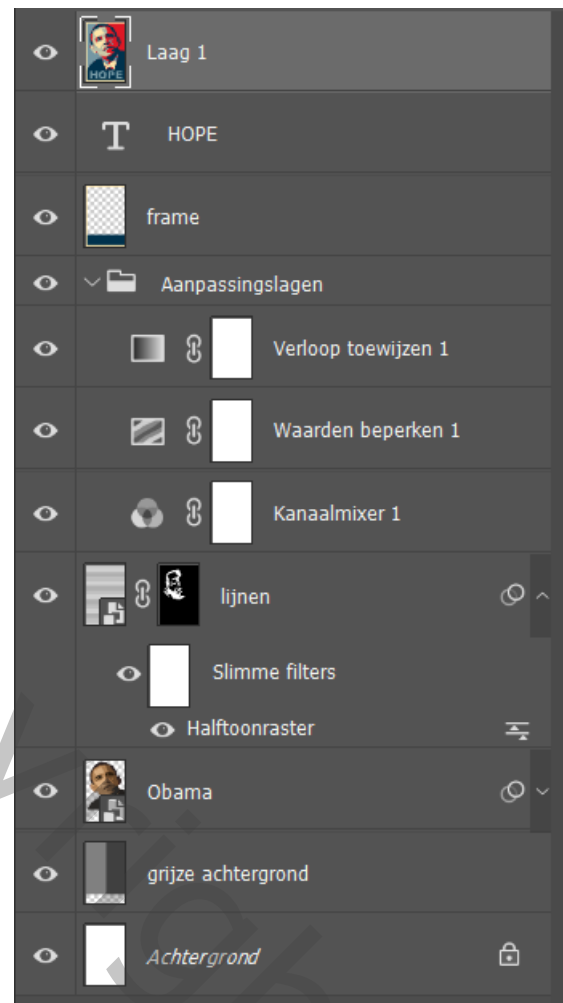 Laag 1
HOPE
T HOPE
frame
Aanpassingslagen
Verloop toewijzen 1
Waarden beperken 1
Kanaalmixer 1
lijnen
Slimme filters
Halftoonraster
Obama
grijze achtergrond
Achtergrond